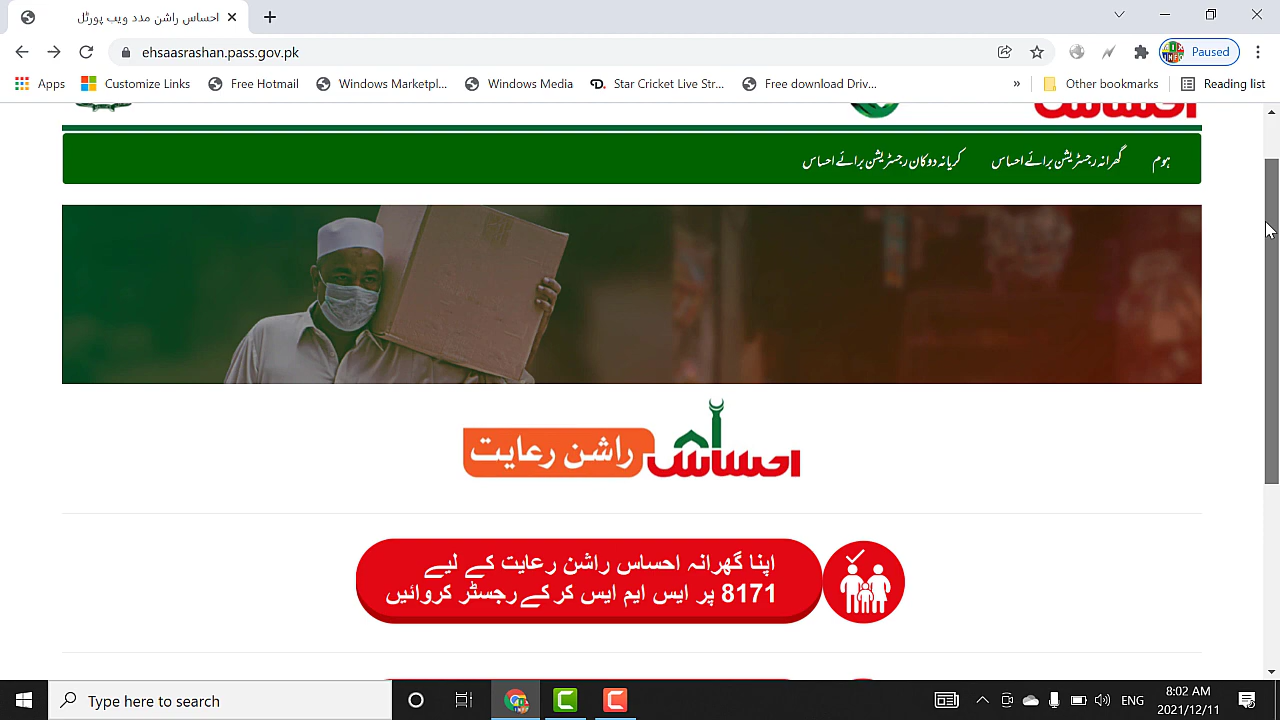 احساس راشن مدد ویب پورٹل
ehsaasrashan.pass.gov.pk
Paused
Apps
Customize Links
Free Hotmail
Windows Marketpl...
Windows Media
Star Cricket Live Str...
Free download Driv...
»
Other bookmarks
Reading list
احساس
ہوم
گھرانہ رجسٹریشن برائے احساس
کریانہ دوکان رجسٹریشن برائے احساس
احساس راشن رعایت
اپنا گھرانہ احساس راشن رعایت کے لیے
8171 پر ایس ایم ایس کر کے رجسٹر کروائیں
Type here to search
ENG
8:02 AM
2021/12/11